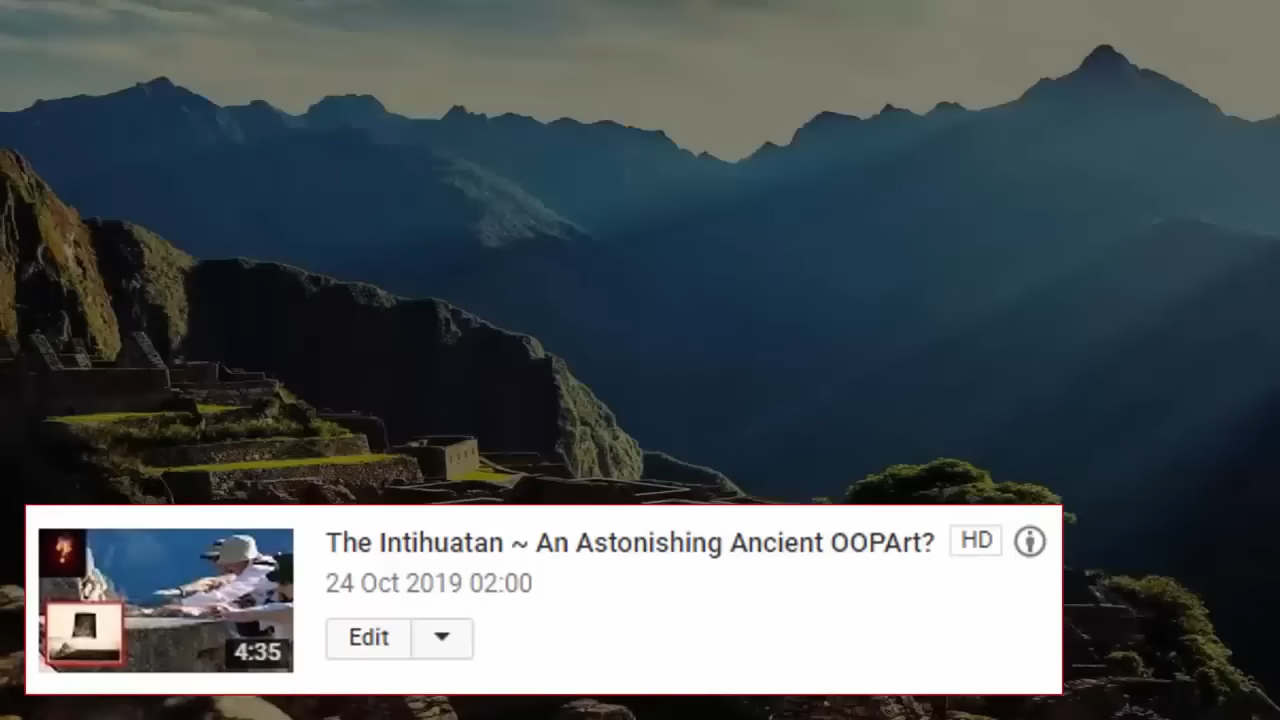 The Intihuatan ~ An Astonishing Ancient OOPArt? HD
24 Oct 2019 02:00
Edit
4:35